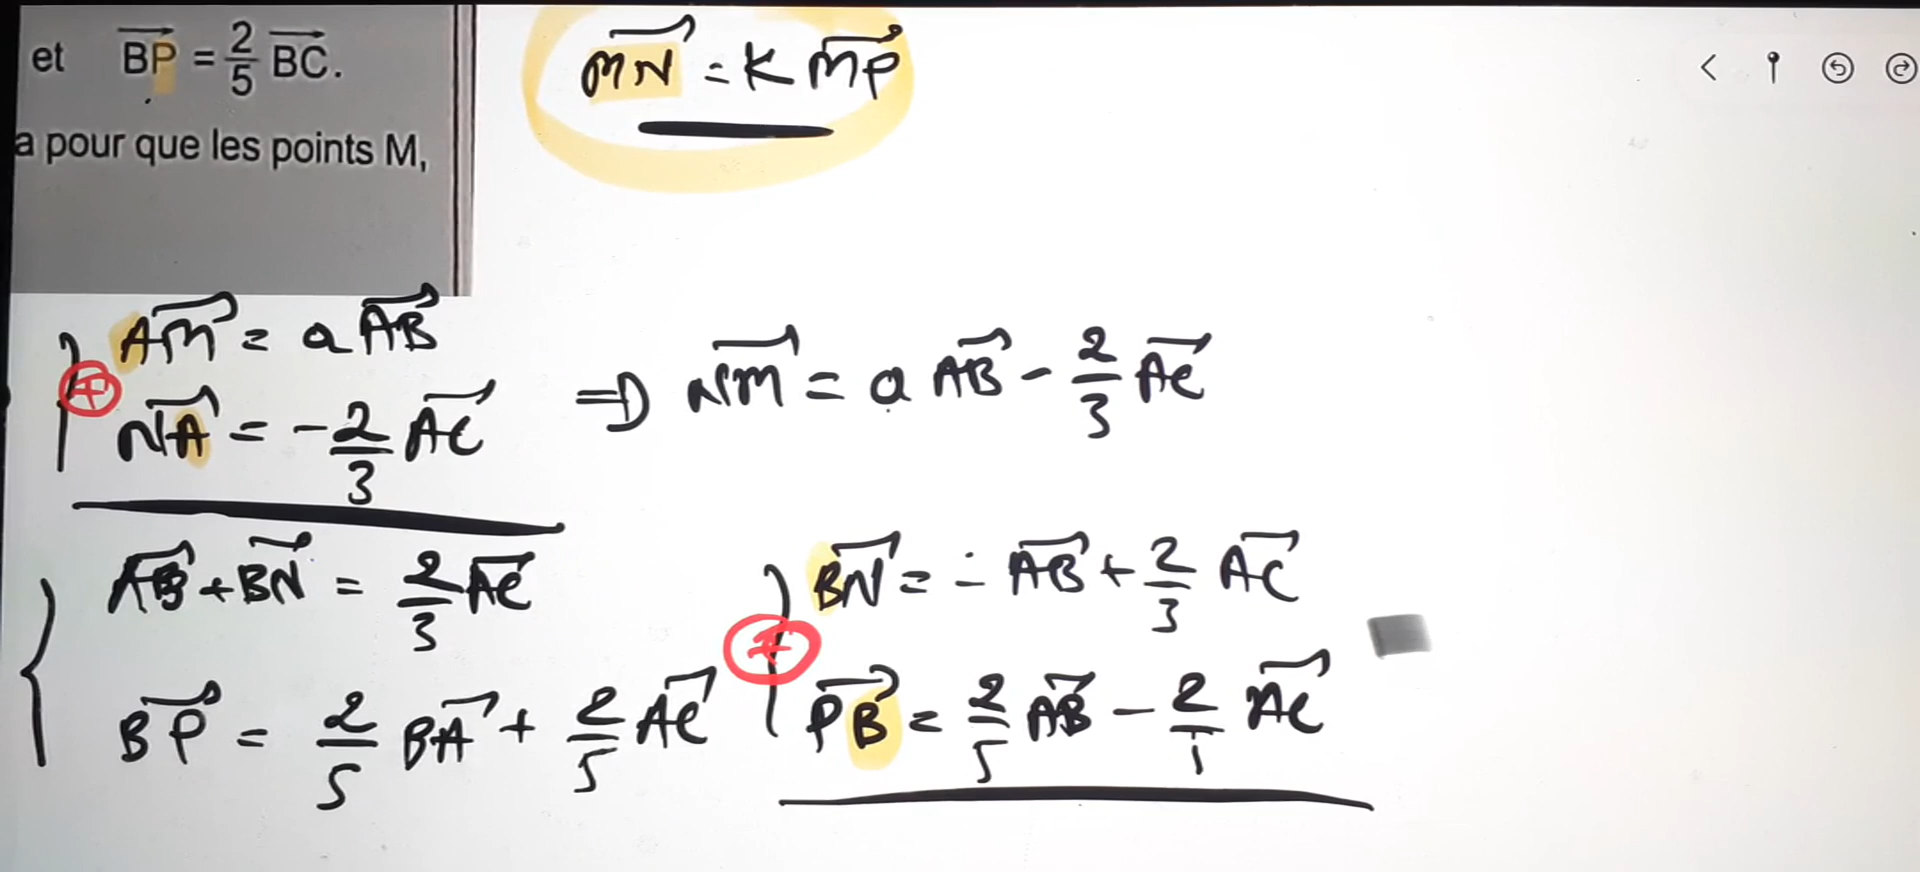 et BP = 2/5 BC.
a pour que les points M,
MN = K MP
AM = a AB
+
NA = - 2/3 AC
=> NM = a AB - 2/3 AC
AB + BN = 2/3 AC
BP = 2/5 BA + 2/5 AC
BN = - AB + 2/3 AC
+
PB = 2/5 AB - 2/5 AC